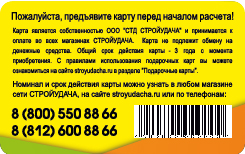 Пожалуйста, предъявите карту перед началом расчета!
Карта является собственностью ООО "СТД СТРОЙУДАЧА" и принимается к
оплате во всех магазинах СТРОЙУДАЧА. Карта не подлежит обмену на
денежные средства. Общий срок действия карты - 3 года с момента
приобретения. С правилами использования подарочных карт вы можете
ознакомиться на сайте stroyudacha.ru в разделе "Подарочные карты".
Номинал и срок действия карты можно узнать в любом магазине
сети СТРОЙУДАЧА, на сайте stroyudacha.ru или по телефонам:
8 (800) 550 88 66
8 (812) 600 88 66